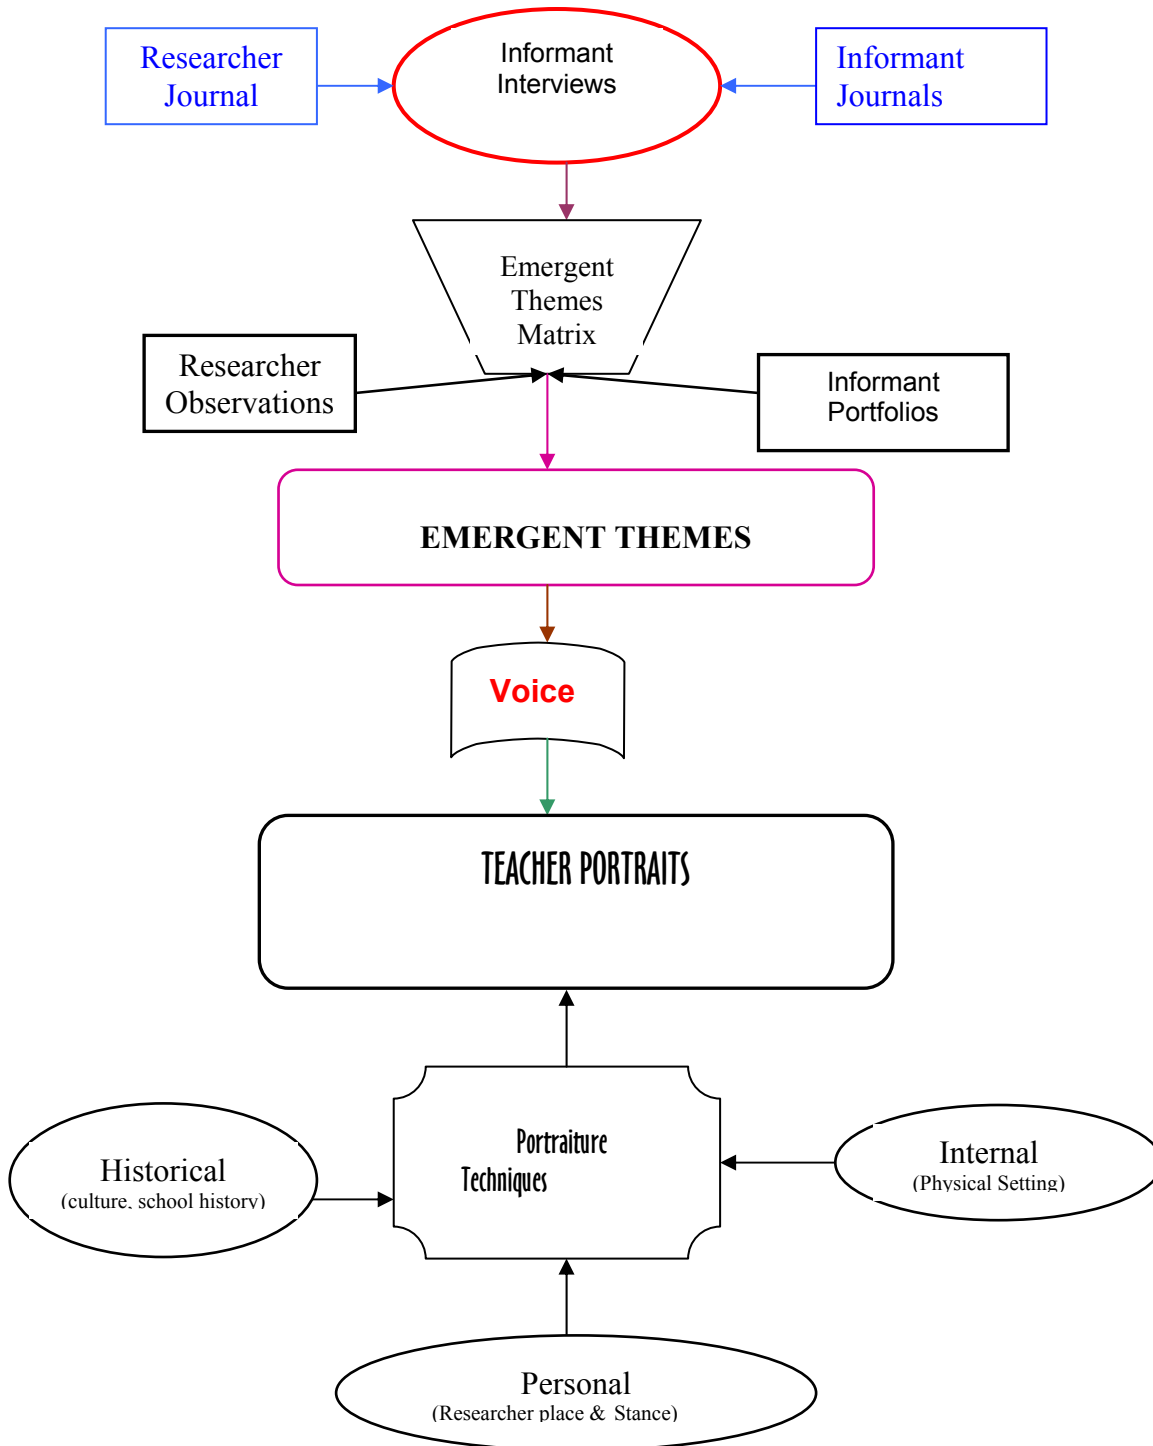 Researcher
Journal
Informant
Interviews
Informant
Journals
Emergent
Themes
Matrix
Researcher
Observations
Informant
Portfolios
EMERGENT THEMES
Voice
TEACHER PORTRAITS
Portraiture
Techniques
Historical
(culture, school history)
Internal
(Physical Setting)
Personal
(Researcher place & Stance)